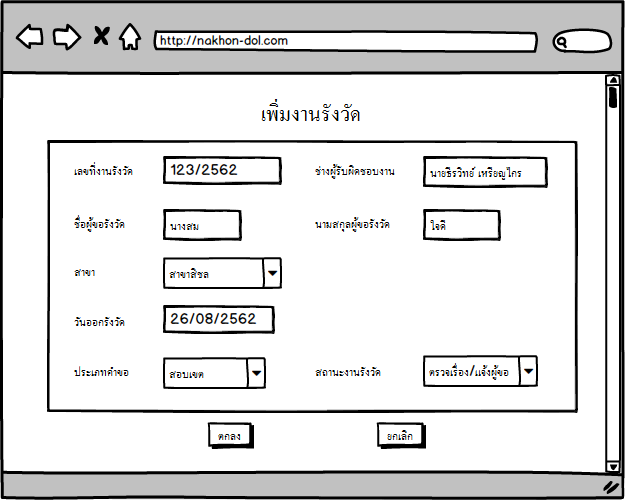 http://nakhon-dol.com
เพิ่มงานรังวัด
เลขที่งานรังวัด 123/2562 ช่างผู้รับผิดชอบงาน นายธีรวิทย์ เหรียญไกร
ชื่อผู้ขอรังวัด นางสม นามสกุลผู้ขอรังวัด ใจดี
สาขา สาขาสิชล
วันออกรังวัด 26/08/2562
ประเภทคำขอ สอบเขต สถานะงานรังวัด ตรวจเรื่อง/แจ้งผู้ขอ
ตกลง ยกเลิก